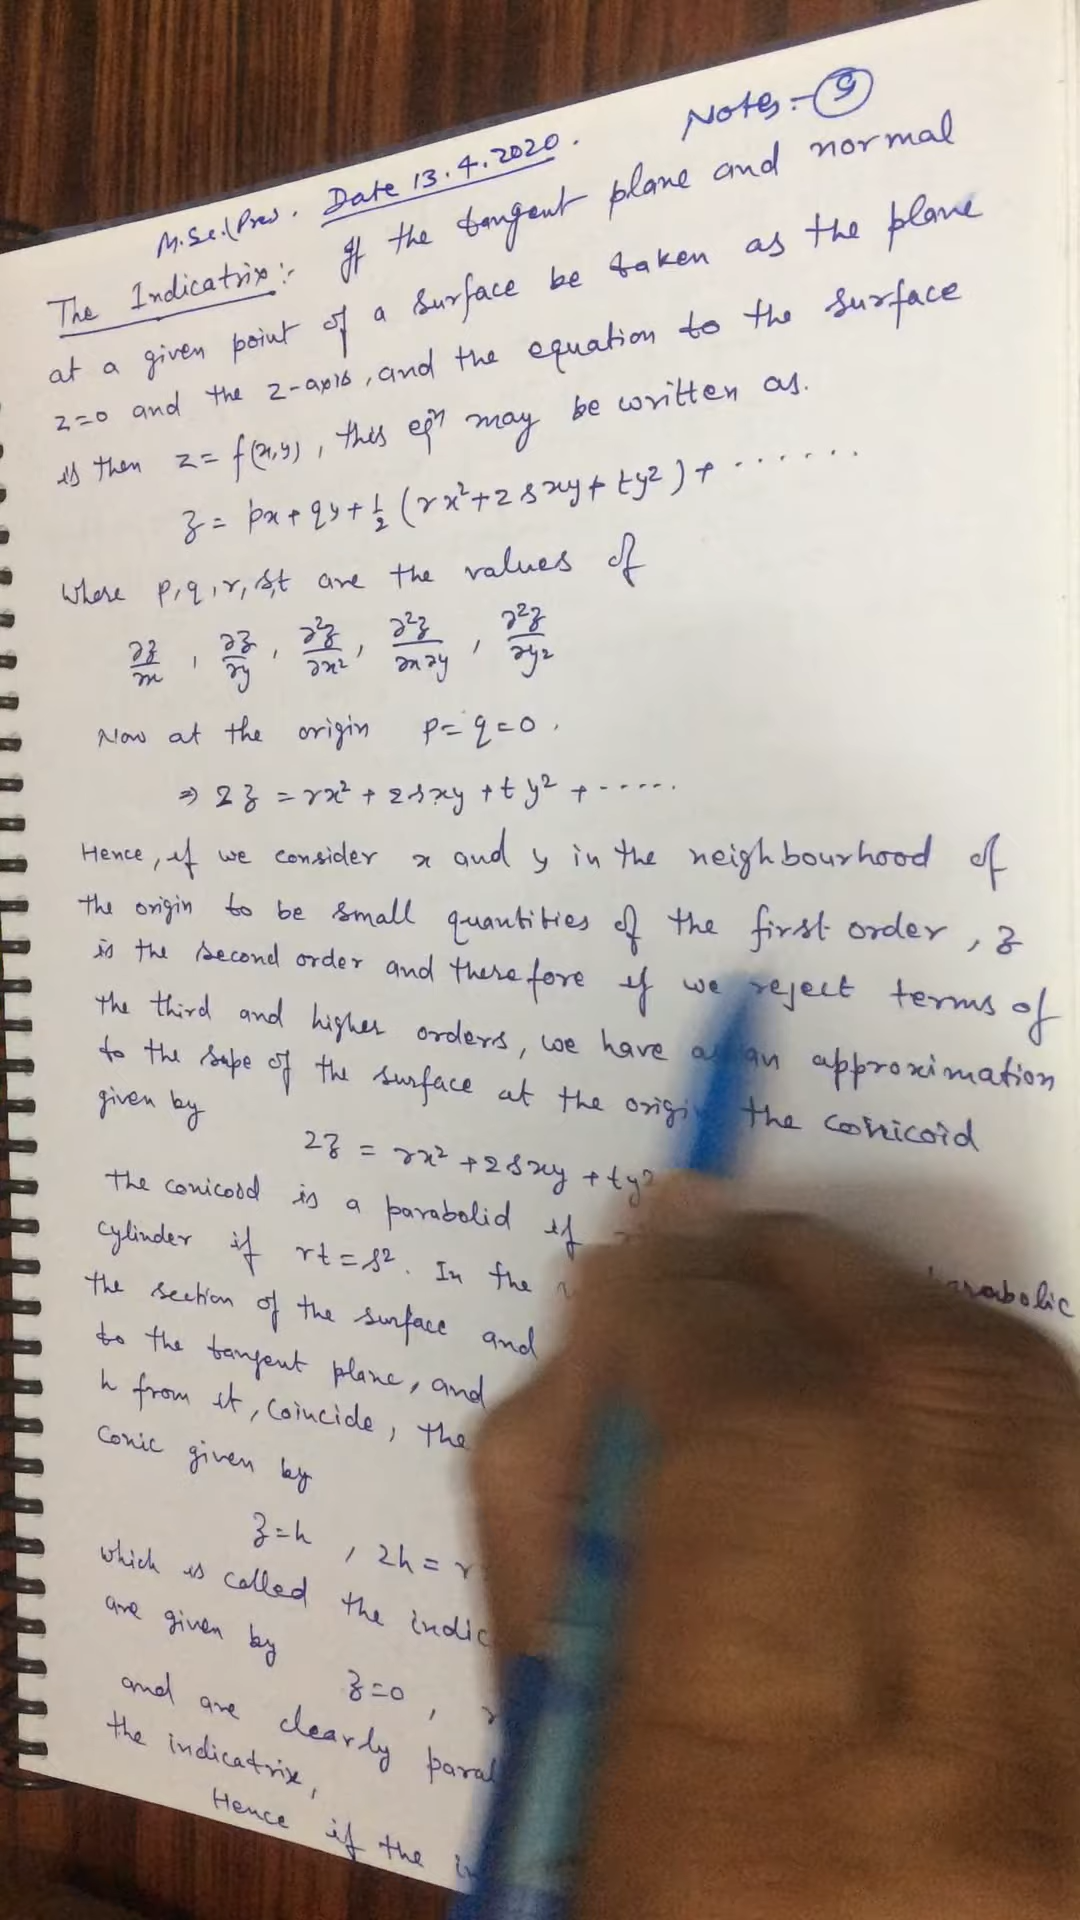 Notes :- 9
M.Sc.(Prev. Date 13.4.2020.
The Indicatrix:- If the tangent plane and normal
at a given point of a surface be taken as the plane
z=0 and the z-axis, and the equation to the surface
is then z = f(x,y), this eqn may be written as.
z = px + qy + 1/2 (rx² + 2sxy + ty²) + .......
where p, q, r, s,t are the values of
∂z/∂x , ∂z/∂y , ∂²z/∂x² , ∂²z/∂x∂y , ∂²z/∂y²
Now at the origin p = q = 0 .
⇒ 2z = rx² + 2sxy + ty² + .....
Hence, if we consider x and y in the neighbourhood of
the origin to be small quantities of the first order, z
is the second order and therefore if we reject terms of
the third and higher orders, we have an approximation
to the sape of the surface at the origin the conicoid
given by
2z = rx² + 2sxy + ty²
The conicoid is a parabolid if
cylinder if rt = s². In the parabolic
the section of the surface and
to the tangent plane, and
h from it, coincide, the
conic given by
z=h , 2h = r
which is called the indic
are given by
z=0 ,
and are clearly paral
the indicatrix,
Hence if the in